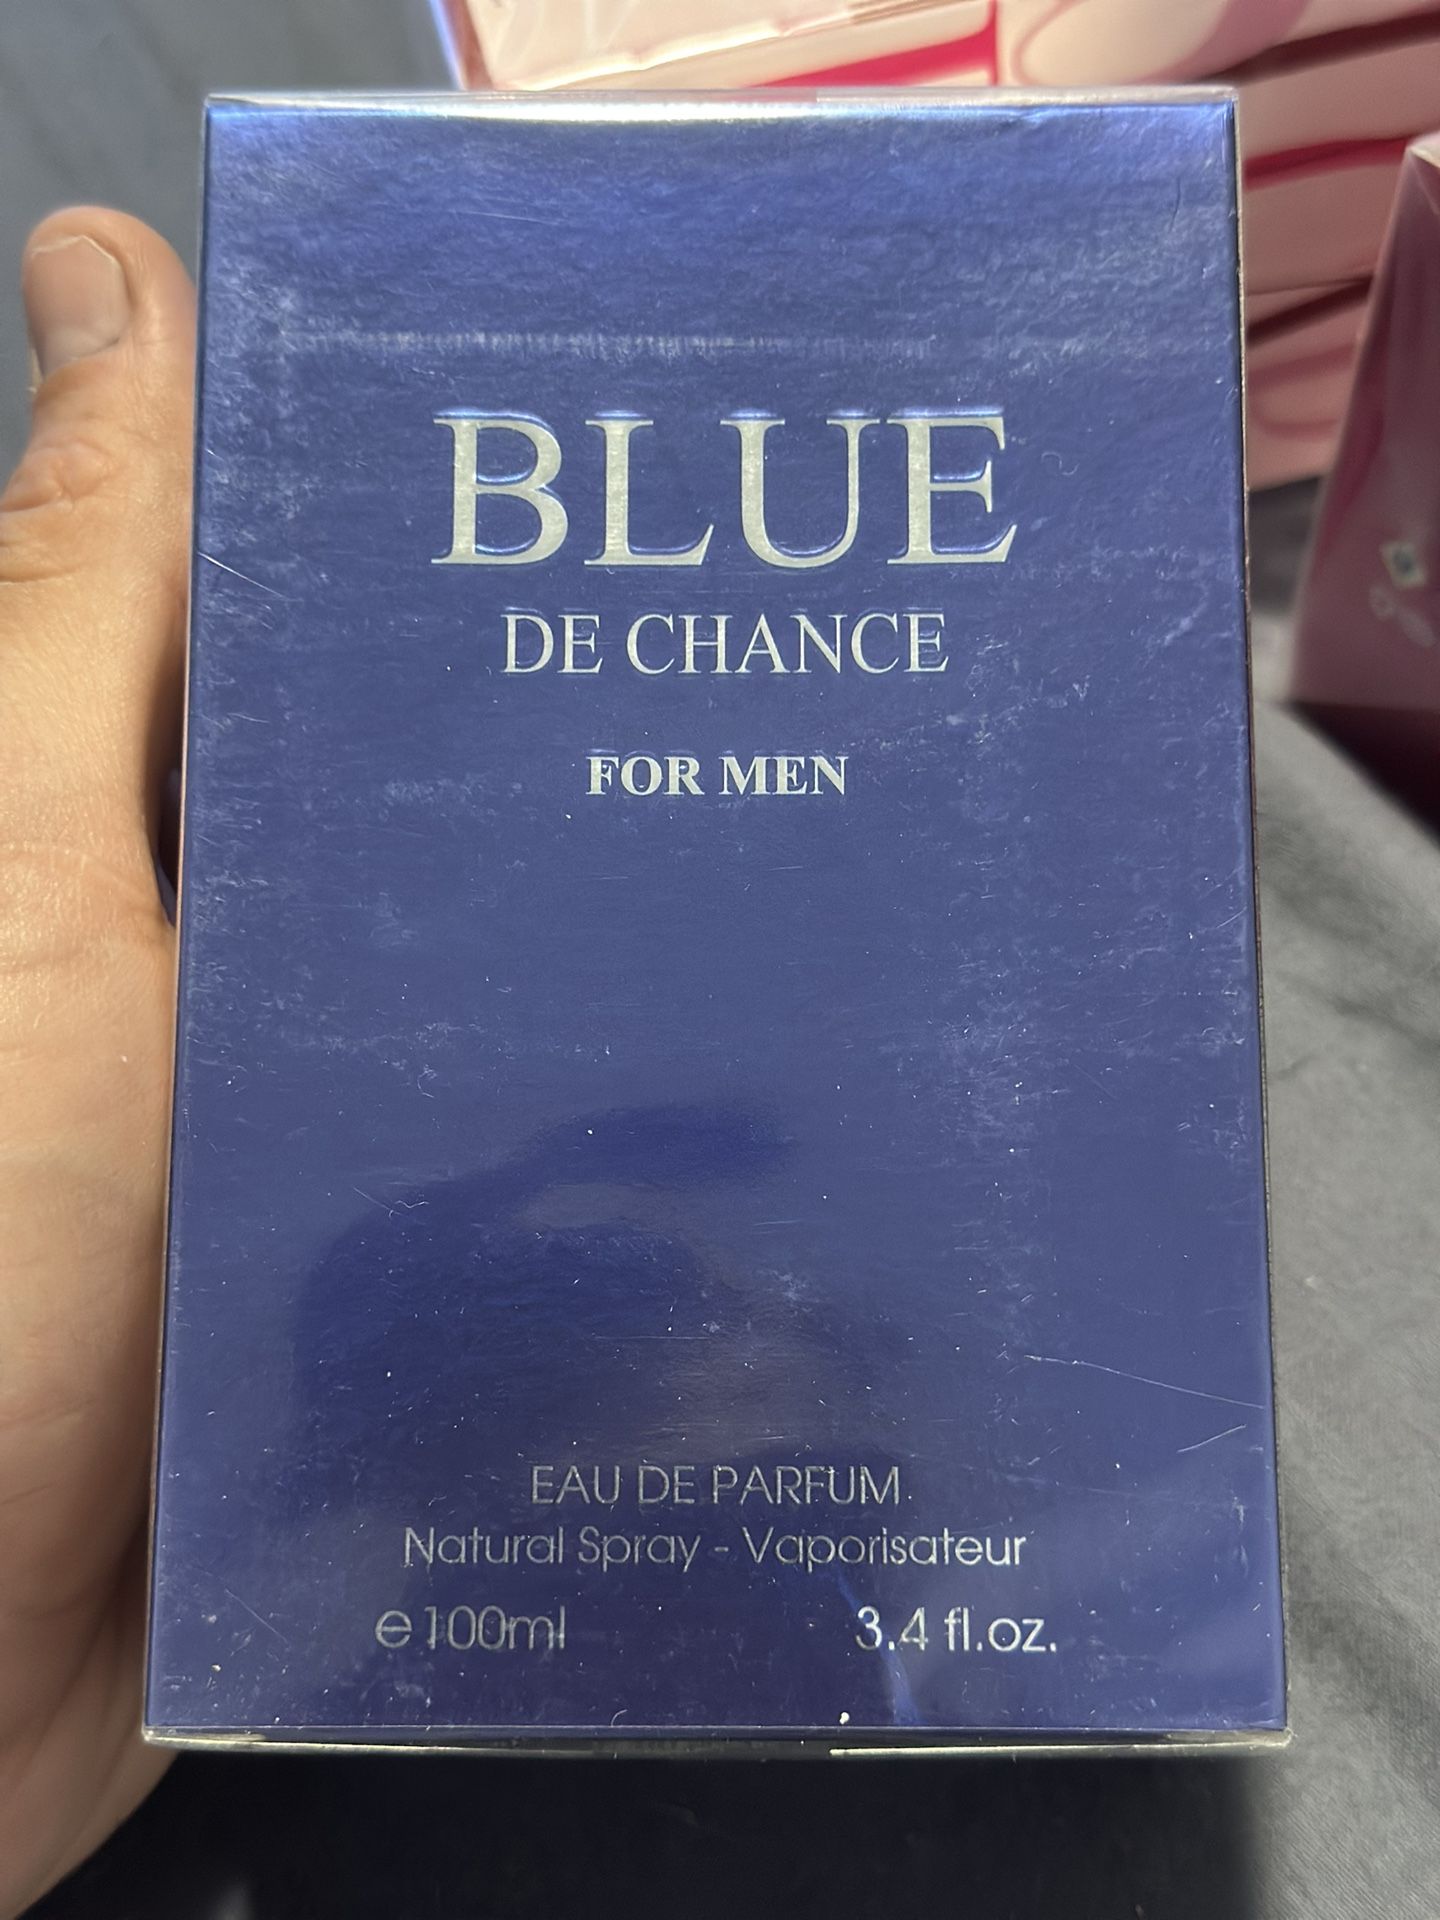 BLUE
DE CHANCE
FOR MEN
EAU DE PARFUM
Natural Spray - Vaporisateur
e 100ml 3.4 fl.oz.